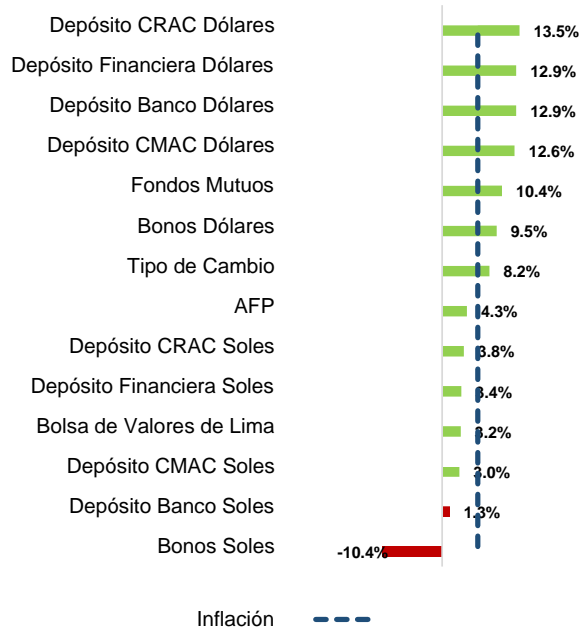 Depósito CRAC Dólares 13.5%
Depósito Financiera Dólares 12.9%
Depósito Banco Dólares 12.9%
Depósito CMAC Dólares 12.6%
Fondos Mutuos 10.4%
Bonos Dólares 9.5%
Tipo de Cambio 8.2%
AFP 4.3%
Depósito CRAC Soles 3.8%
Depósito Financiera Soles 3.4%
Bolsa de Valores de Lima 3.2%
Depósito CMAC Soles 3.0%
Depósito Banco Soles 1.3%
Bonos Soles -10.4%
Inflación